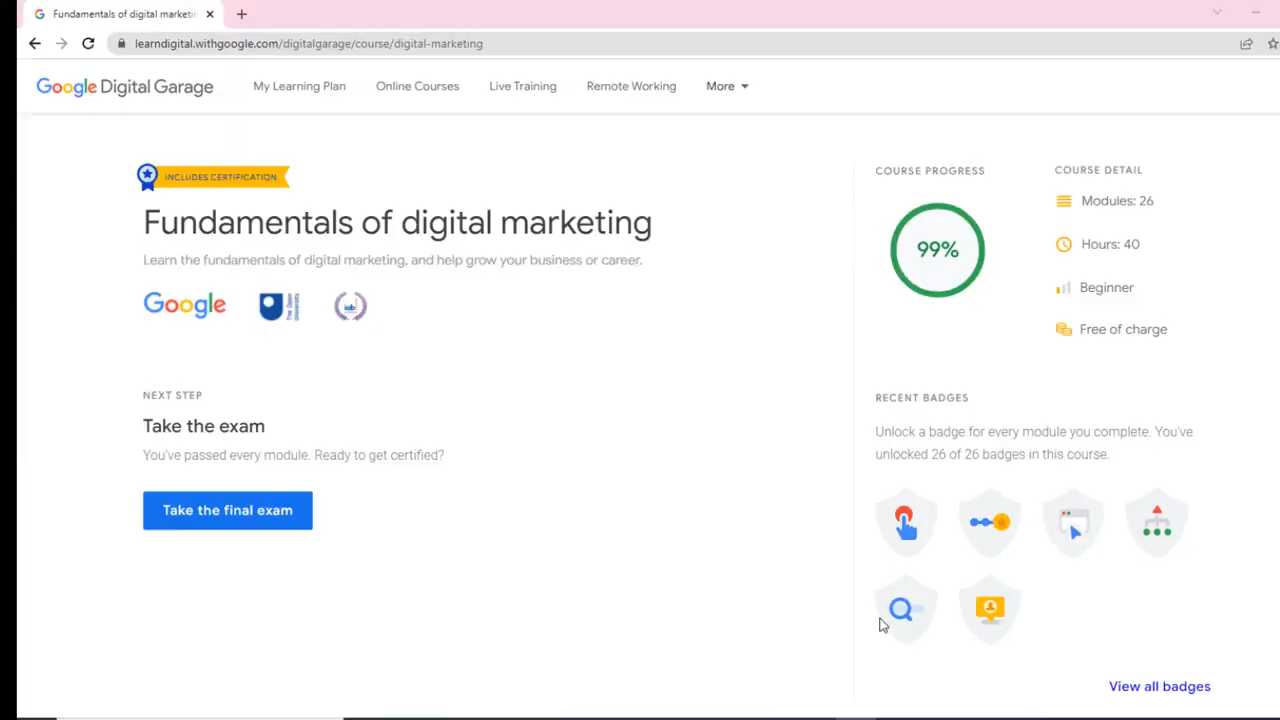 Fundamentals of digital marketi
learndigital.withgoogle.com/digitalgarage/course/digital-marketing
Google Digital Garage
My Learning Plan
Online Courses
Live Training
Remote Working
More
INCLUDES CERTIFICATION
Fundamentals of digital marketing
Learn the fundamentals of digital marketing, and help grow your business or career.
Google
The Open
University
iab
NEXT STEP
Take the exam
You've passed every module. Ready to get certified?
Take the final exam
COURSE PROGRESS
99%
COURSE DETAIL
Modules: 26
Hours: 40
Beginner
Free of charge
RECENT BADGES
Unlock a badge for every module you complete. You've
unlocked 26 of 26 badges in this course.
View all badges